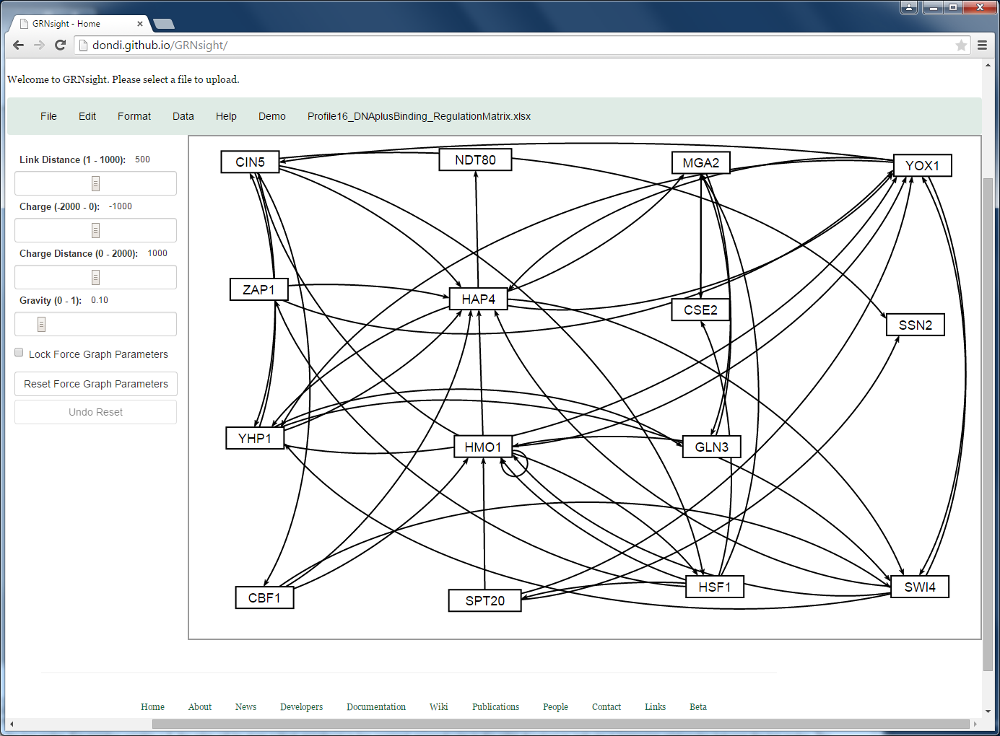 GRNsight - Home
dondi.github.io/GRNsight/
Welcome to GRNsight. Please select a file to upload.
File Edit Format Data Help Demo Profile16_DNAplusBinding_RegulationMatrix.xlsx
Link Distance (1 - 1000): 500
Charge (-2000 - 0): -1000
Charge Distance (0 - 2000): 1000
Gravity (0 - 1): 0.10
Lock Force Graph Parameters
Reset Force Graph Parameters
Undo Reset
CIN5 NDT80 MGA2 YOX1
ZAP1 HAP4 CSE2 SSN2
YHP1 HMO1 GLN3
CBF1 SPT20 HSF1 SWI4
Home About News Developers Documentation Wiki Publications People Contact Links Beta